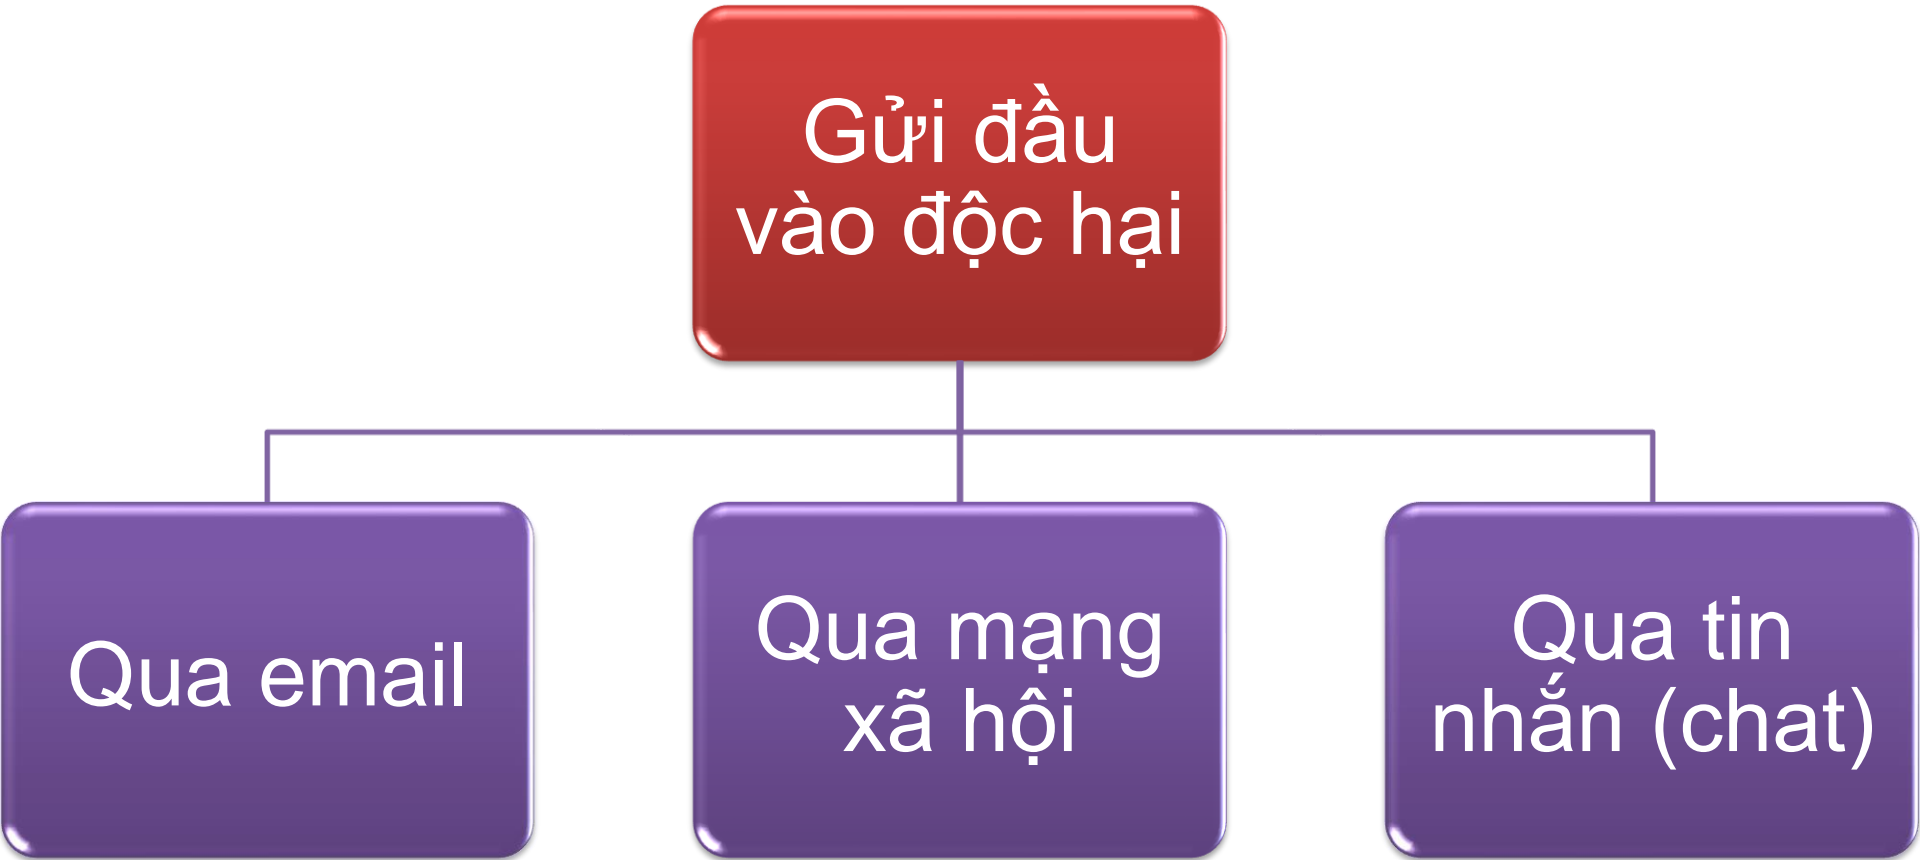 Gửi đầu
vào độc hại
Qua email
Qua mạng
xã hội
Qua tin
nhắn (chat)